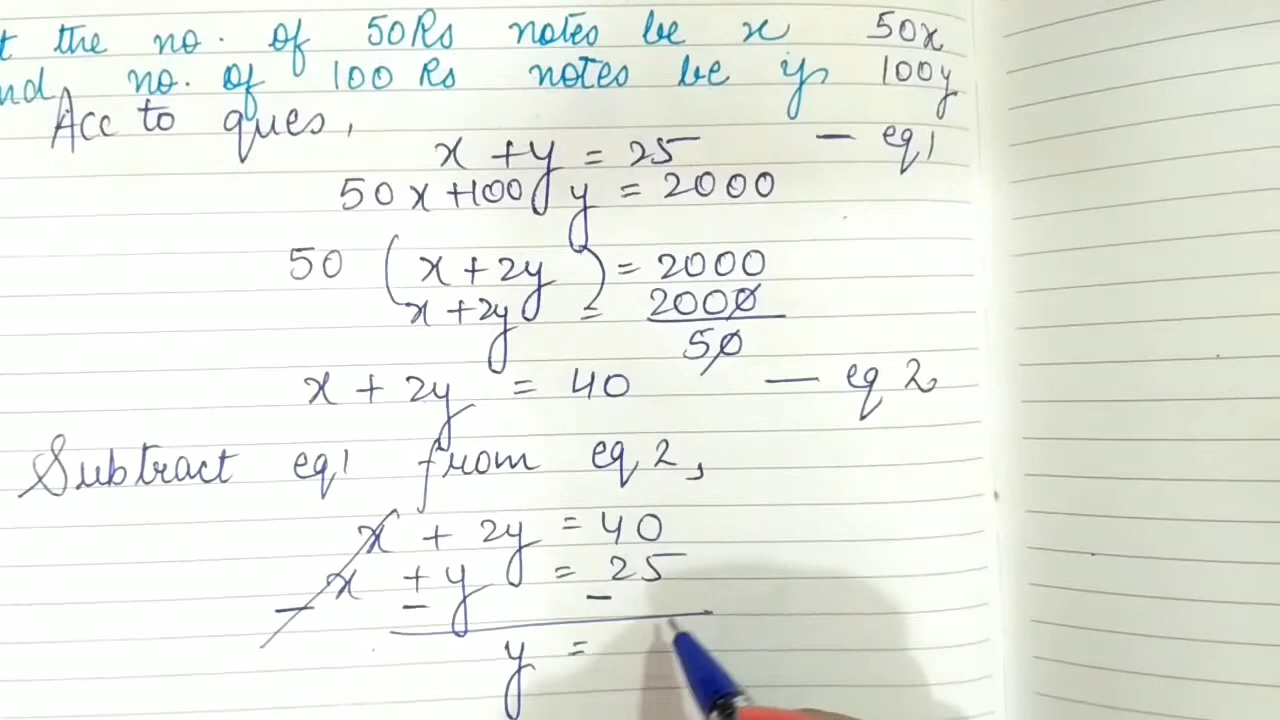 t the no. of 50Rs notes be x 50x
nd no. of 100 Rs notes be y, 100y
Acc to ques,
x + y = 25 — eq1
50x+100y = 2000
50 (x + 2y) = 2000
x + 2y = 2000
50
x + 2y = 40 — eq 2
Subtract eq1 from eq2,
x + 2y = 40
x + y = 25
— — —
y =